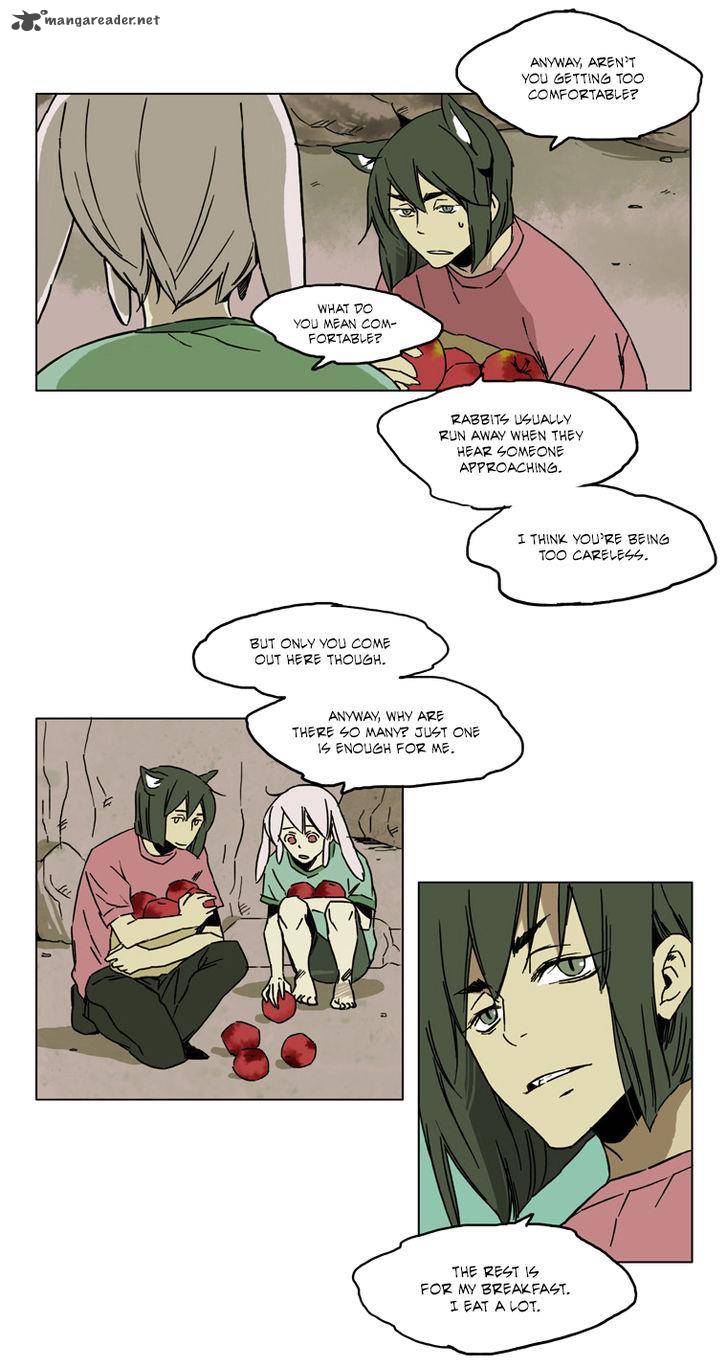 mangareader.net
ANYWAY, AREN'T
YOU GETTING TOO
COMFORTABLE?
WHAT DO
YOU MEAN COM-
FORTABLE?
RABBITS USUALLY
RUN AWAY WHEN THEY
HEAR SOMEONE
APPROACHING.
I THINK YOU'RE BEING
TOO CARELESS.
BUT ONLY YOU COME
OUT HERE THOUGH.
ANYWAY, WHY ARE
THERE SO MANY? JUST ONE
IS ENOUGH FOR ME.
THE REST IS
FOR MY BREAKFAST.
I EAT A LOT.